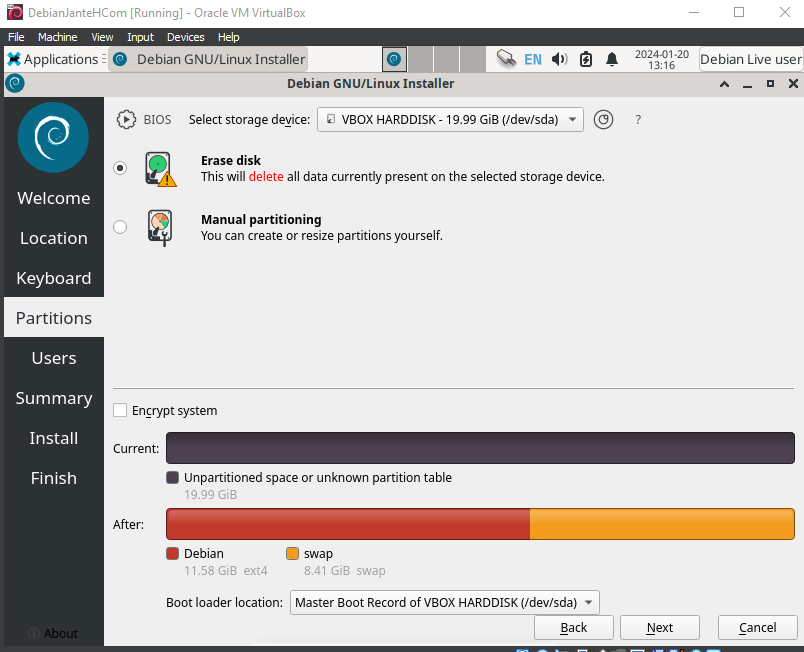 DebianJanteHCom [Running] - Oracle VM VirtualBox
File Machine View Input Devices Help
Applications Debian GNU/Linux Installer EN 2024-01-20 Debian Live user
13:16
Debian GNU/Linux Installer
BIOS Select storage device: VBOX HARDDISK - 19.99 GiB (/dev/sda) ?
Erase disk
This will delete all data currently present on the selected storage device.
Manual partitioning
You can create or resize partitions yourself.
Welcome
Location
Keyboard
Partitions
Users
Summary
Install
Finish
About
Encrypt system
Current:
Unpartitioned space or unknown partition table
19.99 GiB
After:
Debian swap
11.58 GiB ext4 8.41 GiB swap
Boot loader location: Master Boot Record of VBOX HARDDISK (/dev/sda)
Back Next Cancel